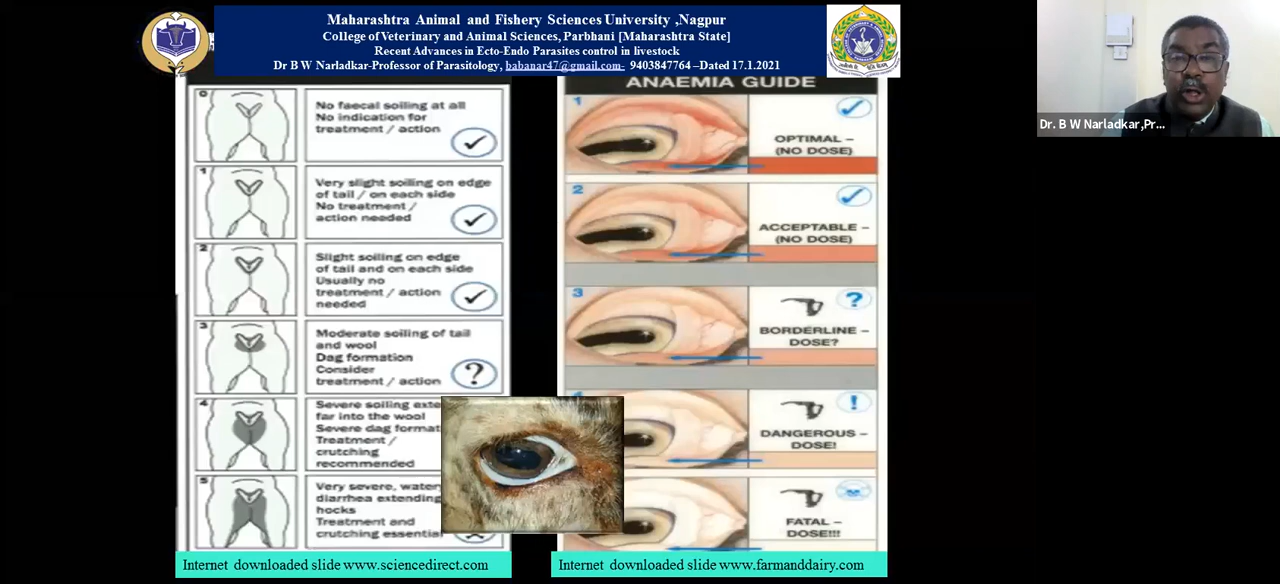 Maharashtra Animal and Fishery Sciences University ,Nagpur
College of Veterinary and Animal Sciences, Parbhani [Maharashtra State]
Recent Advances in Ecto-Endo Parasites control in livestock
Dr B W Narladkar-Professor of Parasitology, babanar47@gmail.com- 9403847764 –Dated 17.1.2021
Dr. B W Narladkar,Pr...
0
No faecal soiling at all
No indication for
treatment / action
1
Very slight soiling on edge
of tail / on each side
No treatment /
action needed
2
Slight soiling on edge
of tail and on each side
Usually no
treatment / action
needed
3
Moderate soiling of tail
and wool
Dag formation
Consider
treatment / action
?
4
Severe soiling exte
far into the wool
Severe dag format
Treatment /
crutching
recommended
5
Very severe, water
diarrhea extending
hocks
Treatment and
crutching essential
Internet downloaded slide www.sciencedirect.com
ANAEMIA GUIDE
1
OPTIMAL –
(NO DOSE)
2
ACCEPTABLE –
(NO DOSE)
3
?
BORDERLINE –
DOSE?
!
DANGEROUS –
DOSE!
FATAL –
DOSE!!!
Internet downloaded slide www.farmanddairy.com